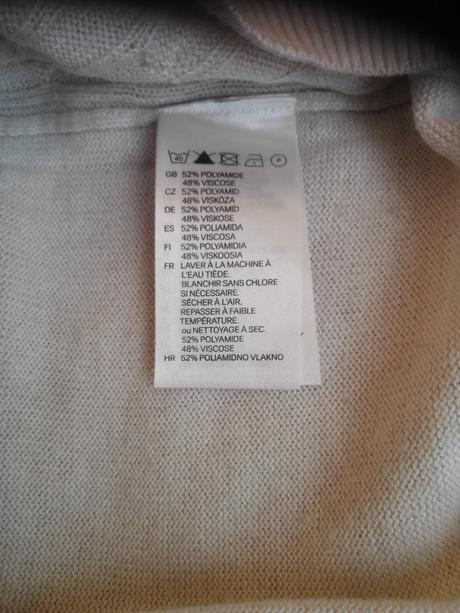 40 P
GB 52% POLYAMIDE
48% VISCOSE
CZ 52% POLYAMID
48% VISKÓZA
DE 52% POLYAMID
48% VISKOSE
ES 52% POLIAMIDA
48% VISCOSA
FI 52% POLYAMIDIA
48% VISKOOSIA
FR LAVER À LA MACHINE À
L'EAU TIÈDE.
BLANCHIR SANS CHLORE
SI NÉCESSAIRE.
SÉCHER À L'AIR.
REPASSER À FAIBLE
TEMPÉRATURE.
ou NETTOYAGE À SEC.
52% POLYAMIDE
48% VISCOSE
HR 52% POLIAMIDNO VLAKNO